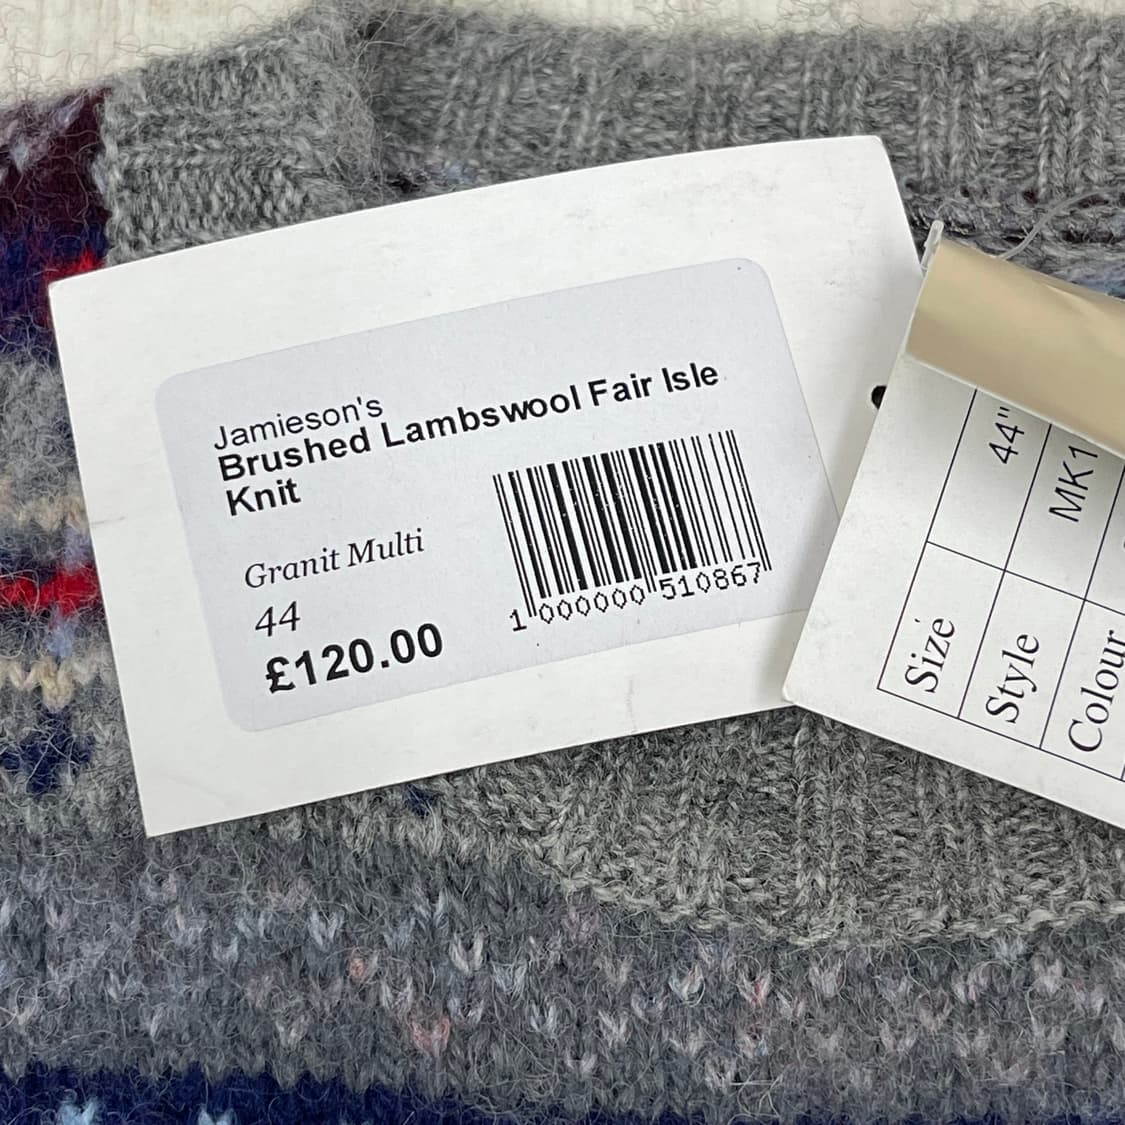 Jamieson's
Brushed Lambswool Fair Isle
Knit
Granit Multi
44
£120.00
1 000000 510867
Size 44"
Style MK1
Colour